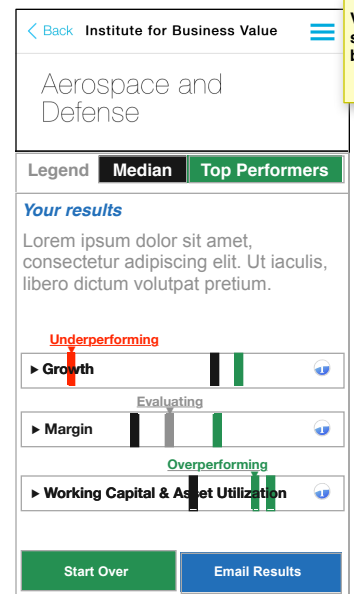 Back Institute for Business Value
Aerospace and
Defense
Legend Median Top Performers
Your results
Lorem ipsum dolor sit amet,
consectetur adipiscing elit. Ut iaculis,
libero dictum volutpat pretium.
Underperforming
Growth
Evaluating
Margin
Overperforming
Working Capital & Asset Utilization
Start Over Email Results